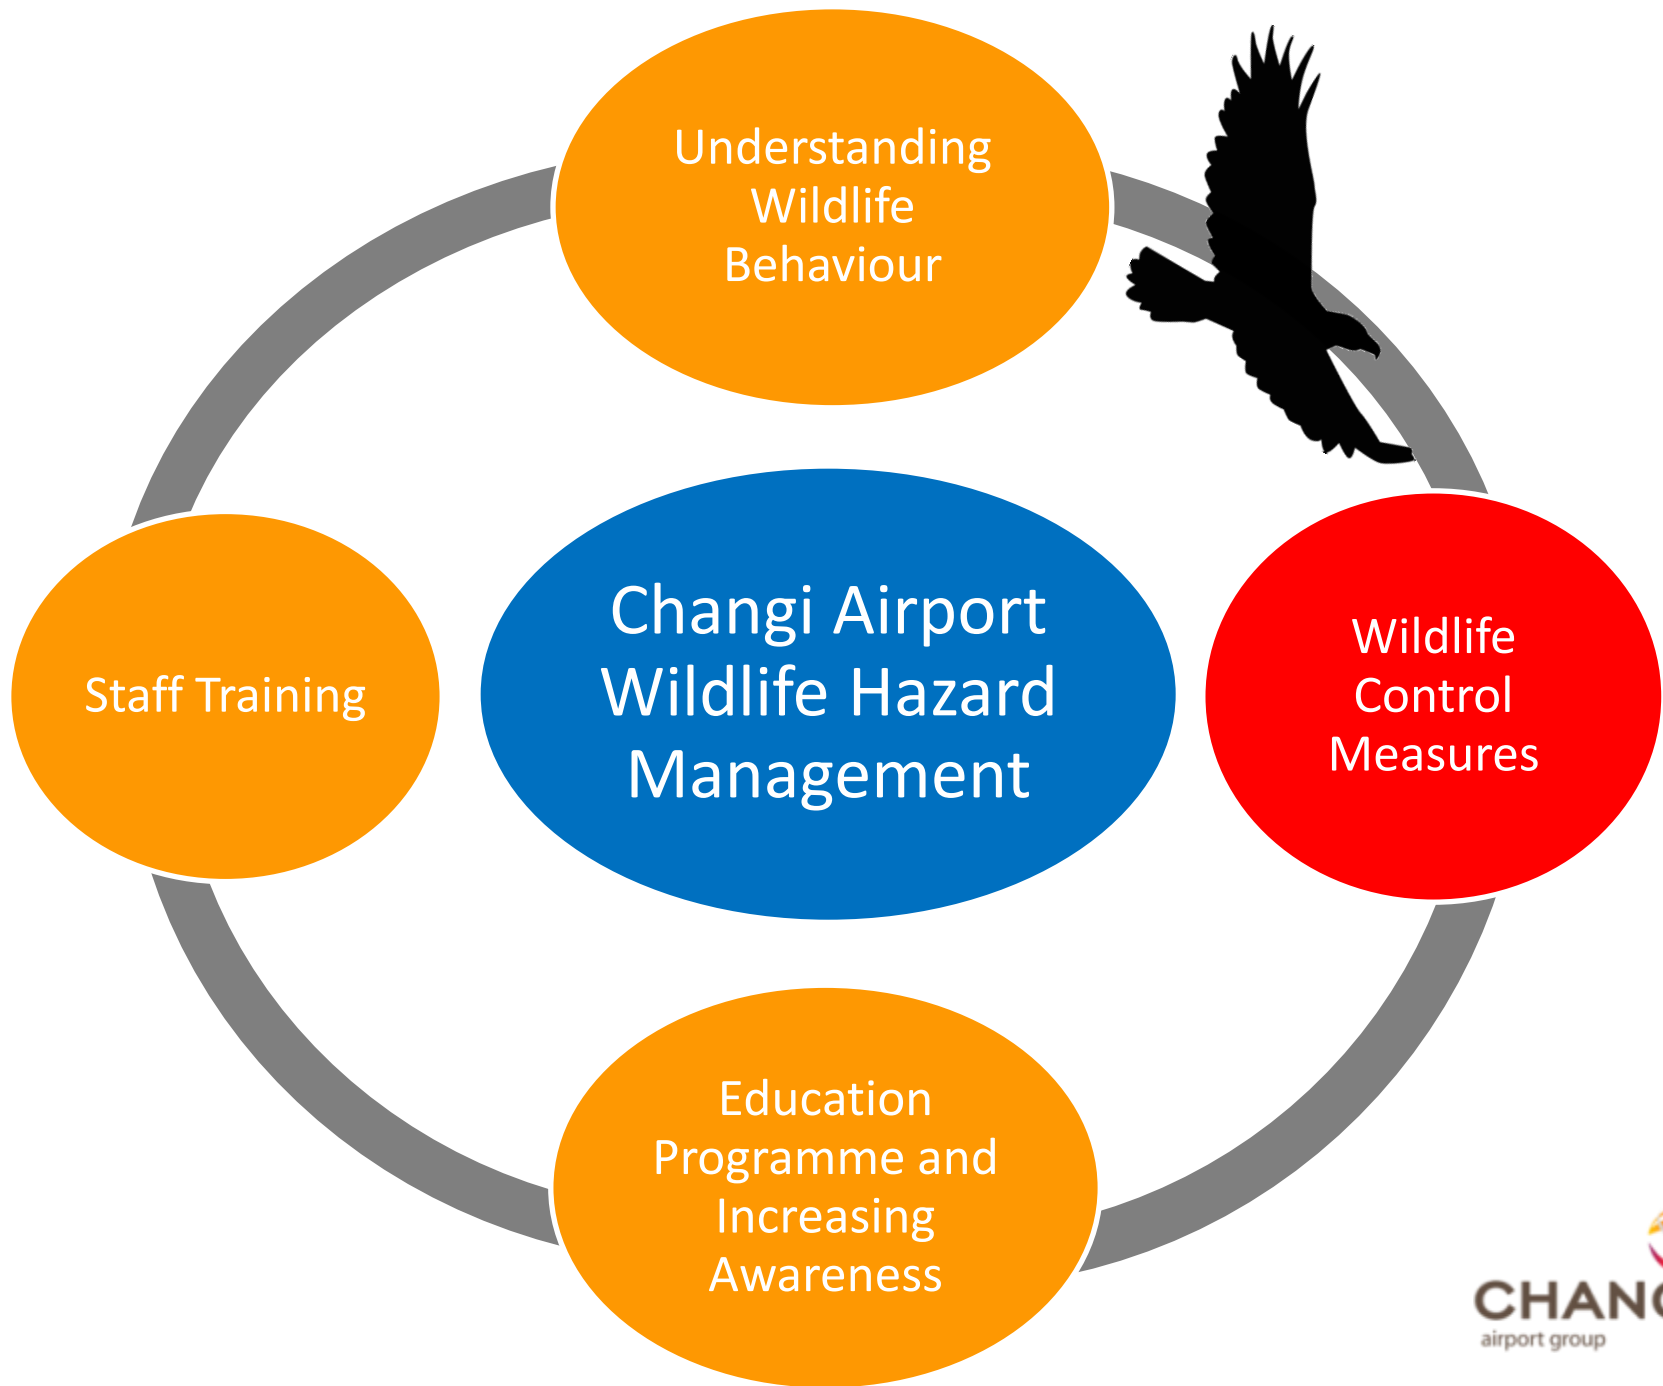 Understanding
Wildlife
Behaviour
Changi Airport
Wildlife Hazard
Management
Staff Training
Wildlife
Control
Measures
Education
Programme and
Increasing
Awareness
airport group